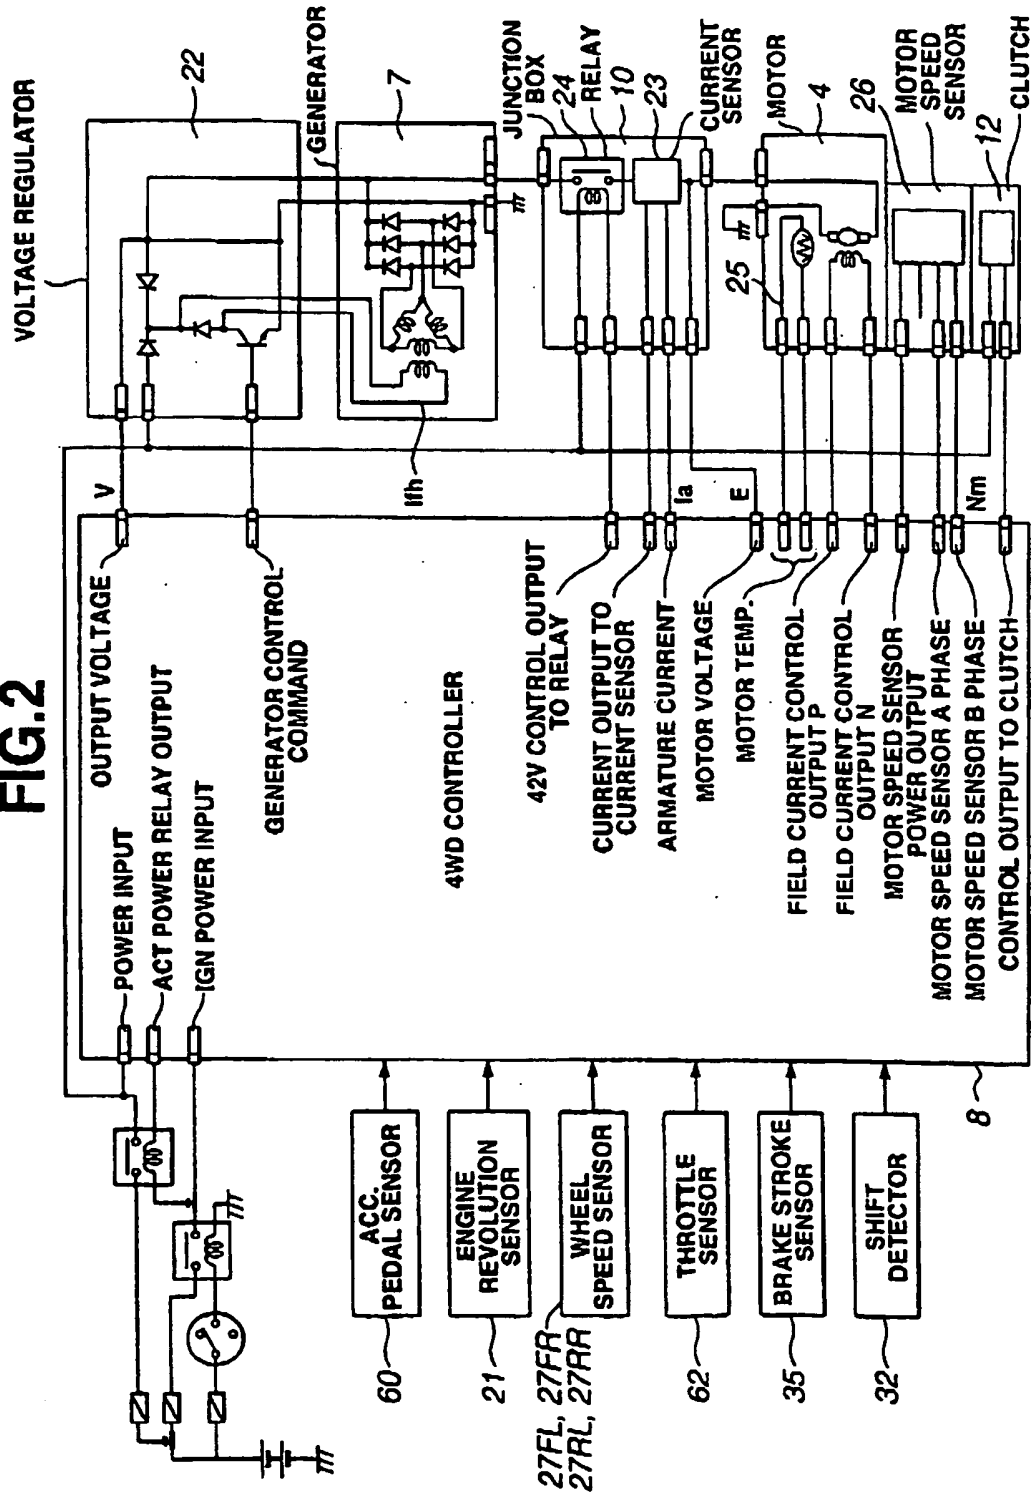 FIG.2
VOLTAGE REGULATOR
22
GENERATOR
7
JUNCTION
BOX
24
RELAY
10
23
CURRENT
SENSOR
MOTOR
4
26
MOTOR
SPEED
SENSOR
12
CLUTCH
25
V
Ifh
Ia
E
Nm
POWER INPUT
ACT POWER RELAY OUTPUT
IGN POWER INPUT
OUTPUT VOLTAGE
GENERATOR CONTROL
COMMAND
4WD CONTROLLER
42V CONTROL OUTPUT
TO RELAY
CURRENT OUTPUT TO
CURRENT SENSOR
ARMATURE CURRENT
MOTOR VOLTAGE
MOTOR TEMP.
FIELD CURRENT CONTROL
OUTPUT P
FIELD CURRENT CONTROL
OUTPUT N
MOTOR SPEED SENSOR
POWER OUTPUT
MOTOR SPEED SENSOR A PHASE
MOTOR SPEED SENSOR B PHASE
CONTROL OUTPUT TO CLUTCH
8
ACC.
PEDAL SENSOR
60
ENGINE
REVOLUTION
SENSOR
21
WHEEL
SPEED SENSOR
27FL, 27FR
27RL, 27RR
THROTTLE
SENSOR
62
BRAKE STROKE
SENSOR
35
SHIFT
DETECTOR
32